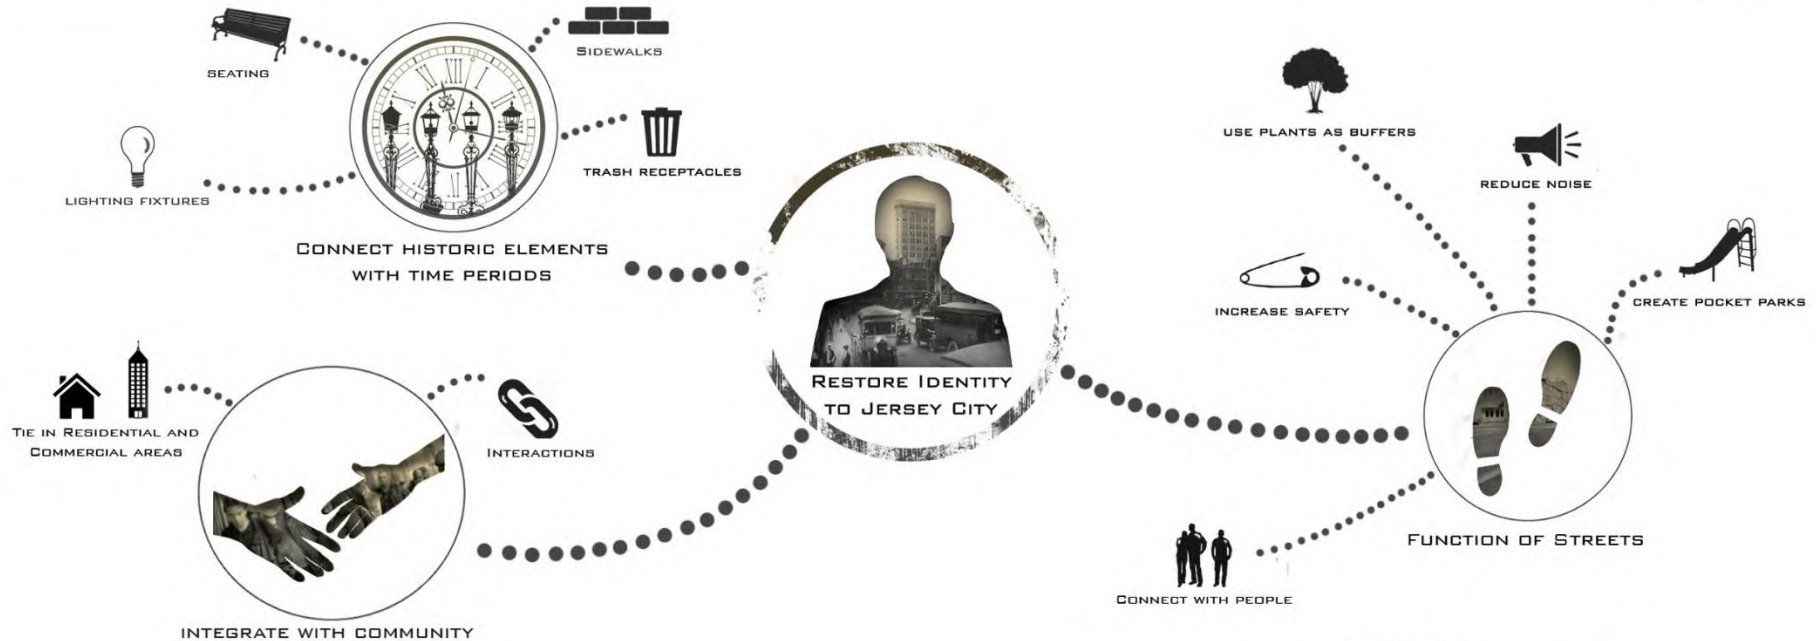 SEATING
SIDEWALKS
LIGHTING FIXTURES
TRASH RECEPTACLES
CONNECT HISTORIC ELEMENTS
WITH TIME PERIODS
TIE IN RESIDENTIAL AND
COMMERCIAL AREAS
INTERACTIONS
INTEGRATE WITH COMMUNITY
RESTORE IDENTITY
TO JERSEY CITY
USE PLANTS AS BUFFERS
REDUCE NOISE
INCREASE SAFETY
CREATE POCKET PARKS
FUNCTION OF STREETS
CONNECT WITH PEOPLE